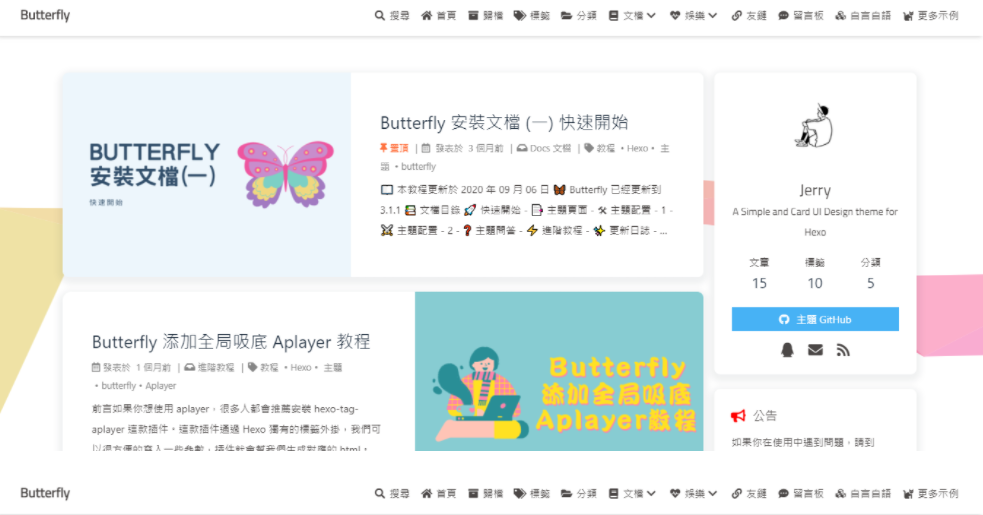 Butterfly 搜尋 首頁 歸檔 標籤 分類 文檔 娛樂 友鏈 留言板 自言自語 更多示例
BUTTERFLY
安裝文檔(一)
快速開始
Butterfly 安裝文檔 (一) 快速開始
置頂 | 發表於 3 個月前 | Docs 文檔 | 教程 • Hexo • 主
題 • butterfly
本教程更新於 2020 年 09 月 06 日 Butterfly 已經更新到
3.1.1 文檔目錄 快速開始 - 主題頁面 - 主題配置 - 1 -
主題配置 - 2 - 主題問答 - 進階教程 - 更新日誌 - ...
Jerry
A Simple and Card UI Design theme for
Hexo
文章 標籤 分類
15 10 5
主題 GitHub
Butterfly 添加全局吸底 Aplayer 教程
發表於 1 個月前 | 進階教程 | 教程 • Hexo • 主題
• butterfly • Aplayer
前言如果你想使用 aplayer，很多人都會推薦安裝 hexo-tag-
aplayer 這款插件。這款插件通過 Hexo 獨有的標籤外掛，我們可
以很方便的寫入一些參數，插件就會幫我們生成對應的 html。
Butterfly
添加全局吸底
Aplayer教程
公告
如果你在使用中遇到問題，請到
Butterfly 搜尋 首頁 歸檔 標籤 分類 文檔 娛樂 友鏈 留言板 自言自語 更多示例